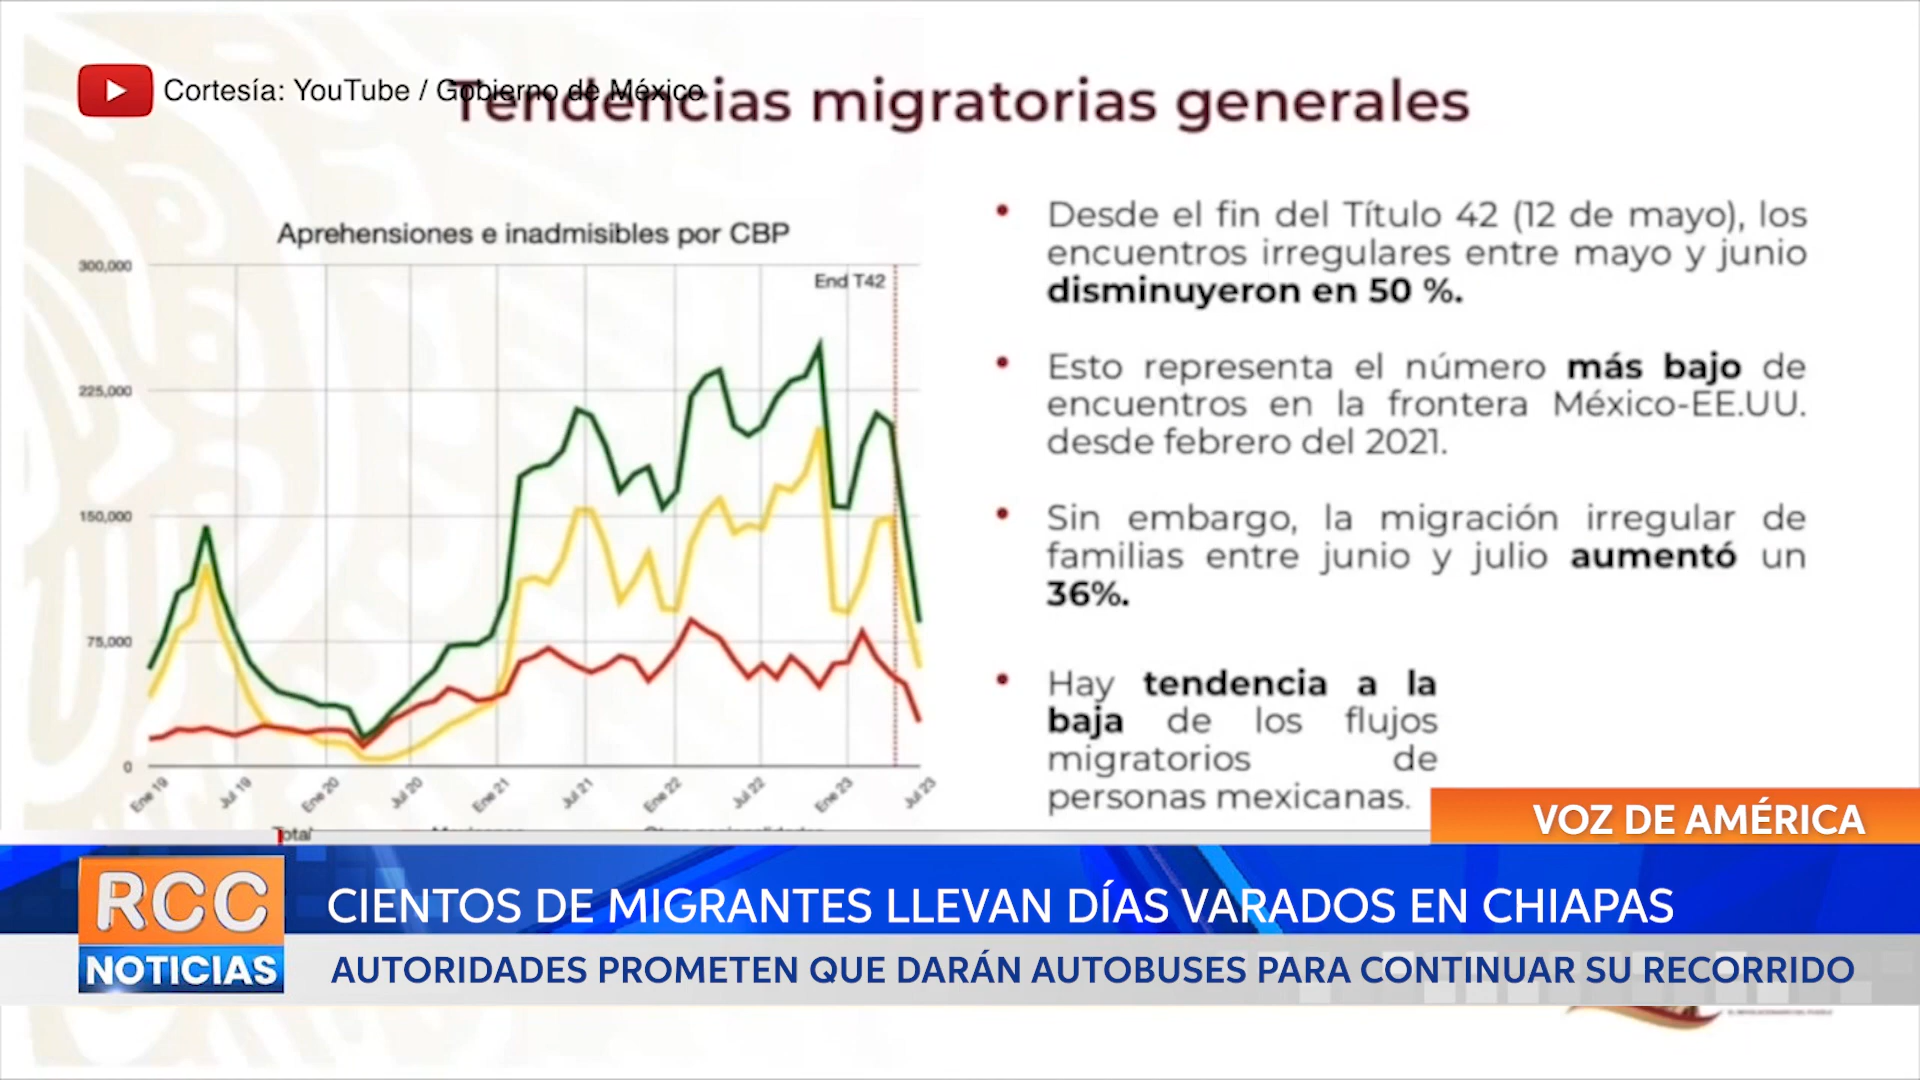 Cortesía: YouTube / Gobierno de México
Tendencias migratorias generales
Aprehensiones e inadmisibles por CBP
300,000
End T42
225,000
150,000
75,000
0
Ene 19
Jul 19
Ene 20
Jul 20
Ene 21
Jul 21
Ene 22
Jul 22
Ene 23
Jul 23
Total
• Desde el fin del Título 42 (12 de mayo), los
encuentros irregulares entre mayo y junio
disminuyeron en 50 %.
• Esto representa el número más bajo de
encuentros en la frontera México-EE.UU.
desde febrero del 2021.
• Sin embargo, la migración irregular de
familias entre junio y julio aumentó un
36%.
• Hay tendencia a la
baja de los flujos
migratorios de
personas mexicanas.
VOZ DE AMÉRICA
RCC
NOTICIAS
CIENTOS DE MIGRANTES LLEVAN DÍAS VARADOS EN CHIAPAS
AUTORIDADES PROMETEN QUE DARÁN AUTOBUSES PARA CONTINUAR SU RECORRIDO